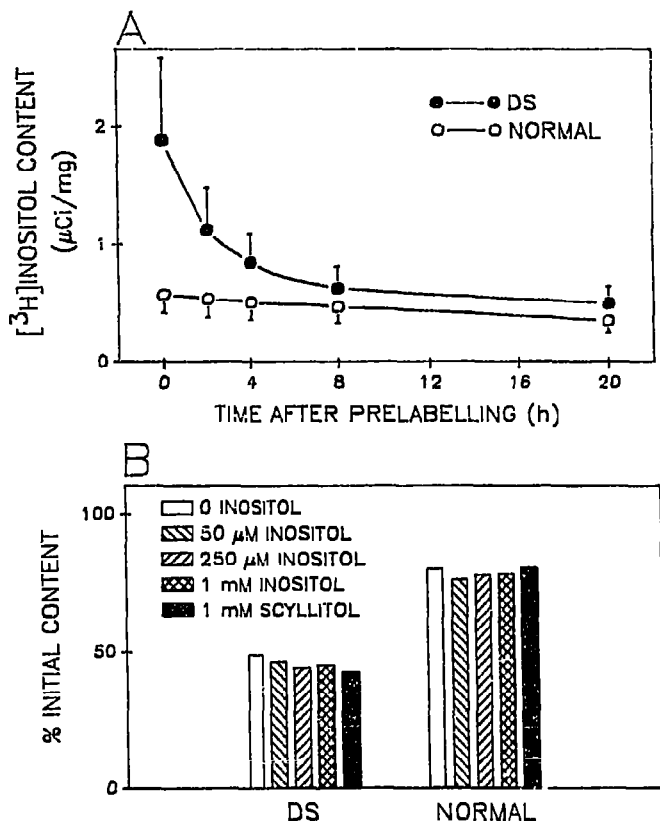 A
[³H]INOSITOL CONTENT
(µCi/mg)
2
1
0
DS
NORMAL
0
4
8
12
16
20
TIME AFTER PRELABELLING (h)
B
% INITIAL CONTENT
100
50
0
0 INOSITOL
50 µM INOSITOL
250 µM INOSITOL
1 mM INOSITOL
1 mM SCYLLITOL
DS
NORMAL